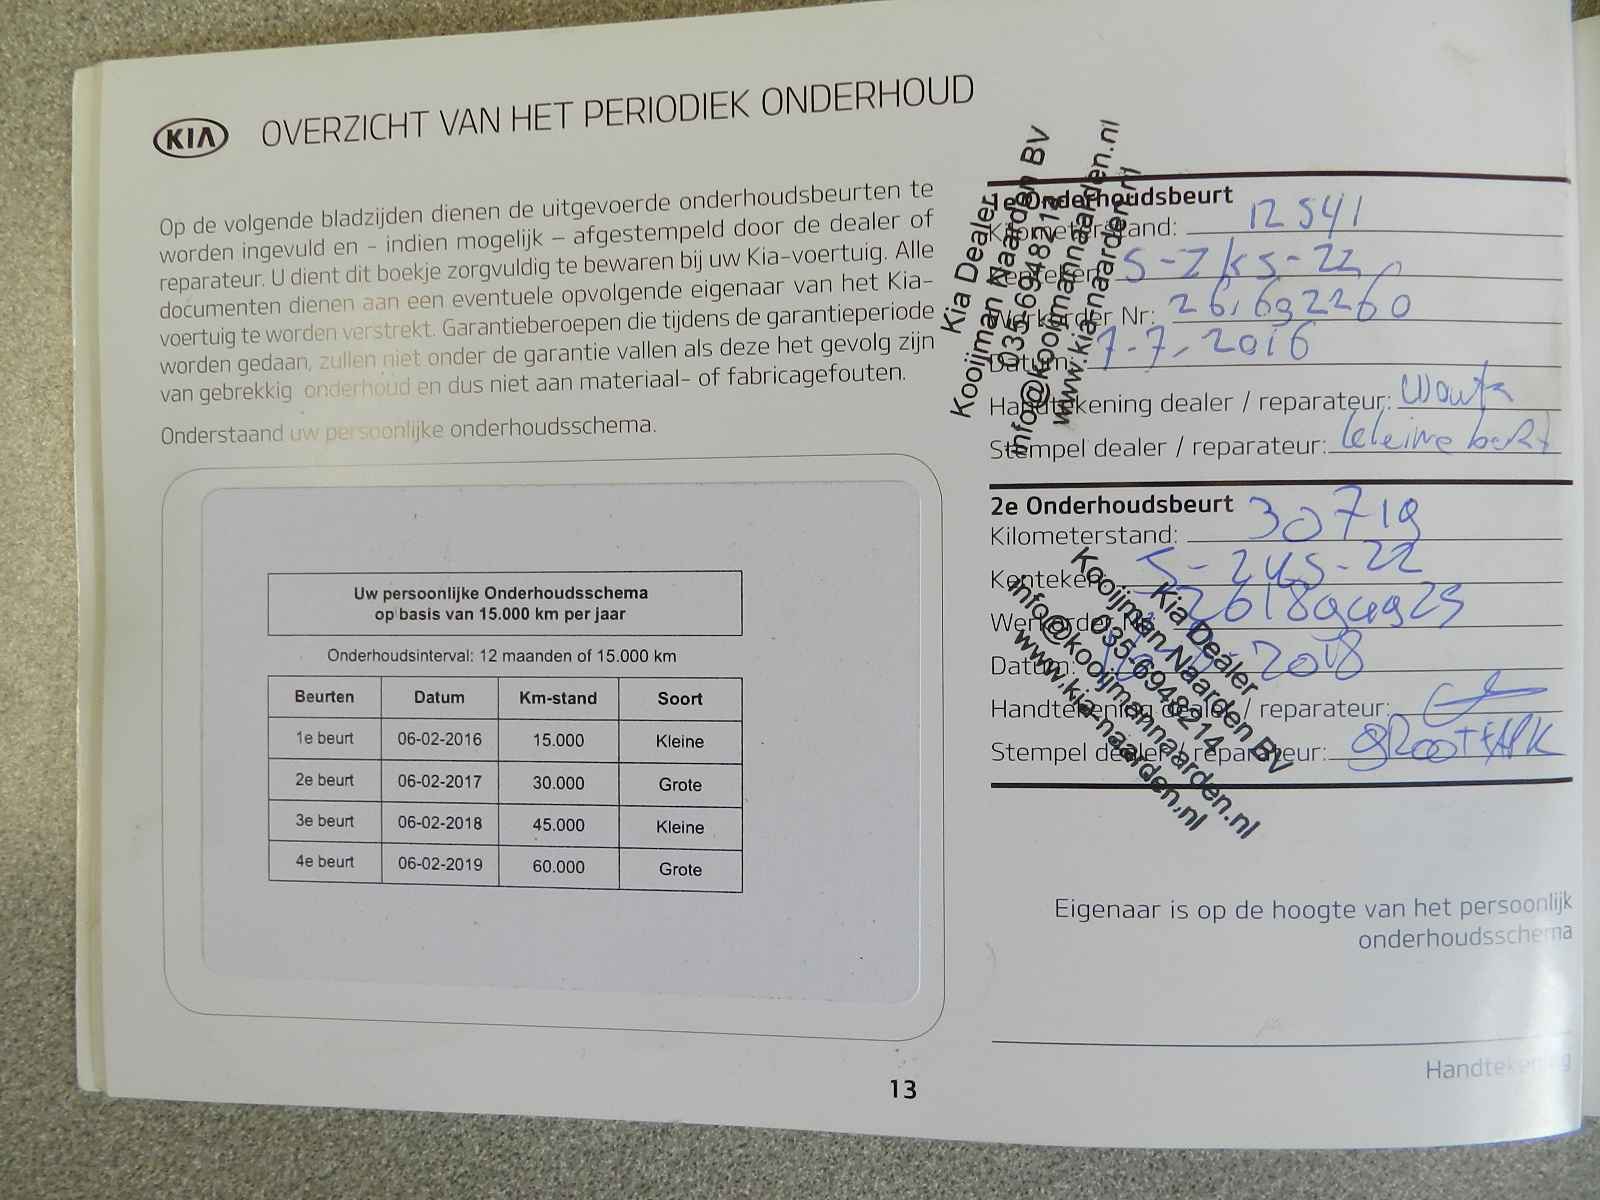 KIA OVERZICHT VAN HET PERIODIEK ONDERHOUD
Op de volgende bladzijden dienen de uitgevoerde onderhoudsbeurten te
worden ingevuld en – indien mogelijk – afgestempeld door de dealer of
reparateur. U dient dit boekje zorgvuldig te bewaren bij uw Kia-voertuig. Alle
documenten dienen aan een eventuele opvolgende eigenaar van het Kia-
voertuig te worden verstrekt. Garantieberoepen die tijdens de garantieperiode
worden gedaan, zullen niet onder de garantie vallen als deze het gevolg zijn
van gebrekkig onderhoud en dus niet aan materiaal- of fabricagefouten.
Onderstaand uw persoonlijke onderhoudsschema.
Uw persoonlijke Onderhoudsschema
op basis van 15.000 km per jaar
Onderhoudsinterval: 12 maanden of 15.000 km
Beurten Datum Km-stand Soort
1e beurt 06-02-2016 15.000 Kleine
2e beurt 06-02-2017 30.000 Grote
3e beurt 06-02-2018 45.000 Kleine
4e beurt 06-02-2019 60.000 Grote
1e Onderhoudsbeurt
Kilometerstand: 12541
Kenteken:
Werkorder Nr:
Datum: 7-7-2016
Handtekening dealer / reparateur:
Stempel dealer / reparateur: kleine
Kia Dealer
Kooijman Naarden BV
035-6948214
info@kooijmannaarden.nl
www.kia-naarden.nl
2e Onderhoudsbeurt
Kilometerstand: 30719
Kenteken:
Werkorder Nr:
Datum: 2018
Handtekening dealer / reparateur:
Stempel dealer / reparateur:
Kia Dealer
Kooijman Naarden BV
035-6948214
info@kooijmannaarden.nl
www.kia-naarden.nl
Eigenaar is op de hoogte van het persoonlijk
onderhoudsschema
Handtekening
13